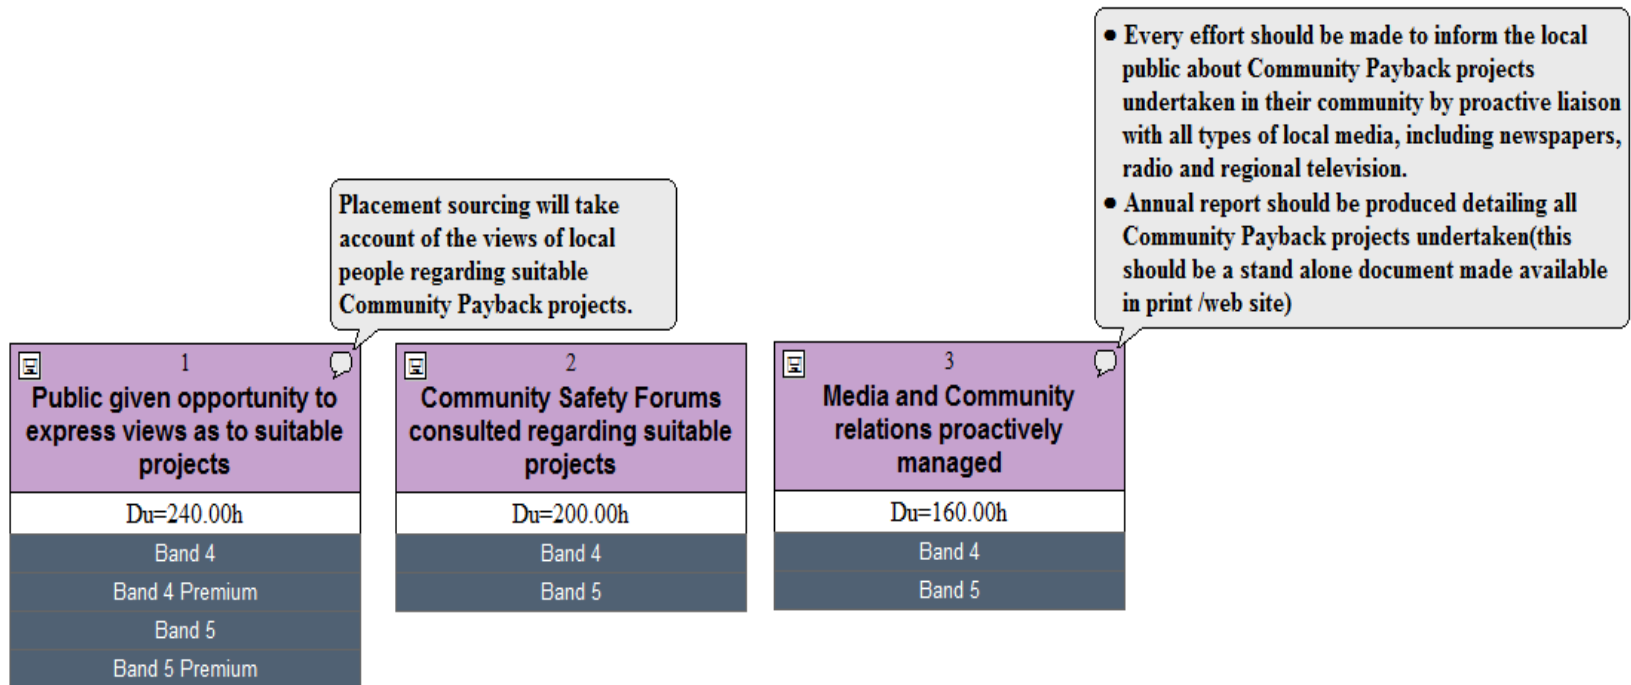 ● Every effort should be made to inform the local
public about Community Payback projects
undertaken in their community by proactive liaison
with all types of local media, including newspapers,
radio and regional television.
● Annual report should be produced detailing all
Community Payback projects undertaken(this
should be a stand alone document made available
in print /web site)
Placement sourcing will take
account of the views of local
people regarding suitable
Community Payback projects.
1
Public given opportunity to
express views as to suitable
projects
Du=240.00h
Band 4
Band 4 Premium
Band 5
Band 5 Premium
2
Community Safety Forums
consulted regarding suitable
projects
Du=200.00h
Band 4
Band 5
3
Media and Community
relations proactively
managed
Du=160.00h
Band 4
Band 5